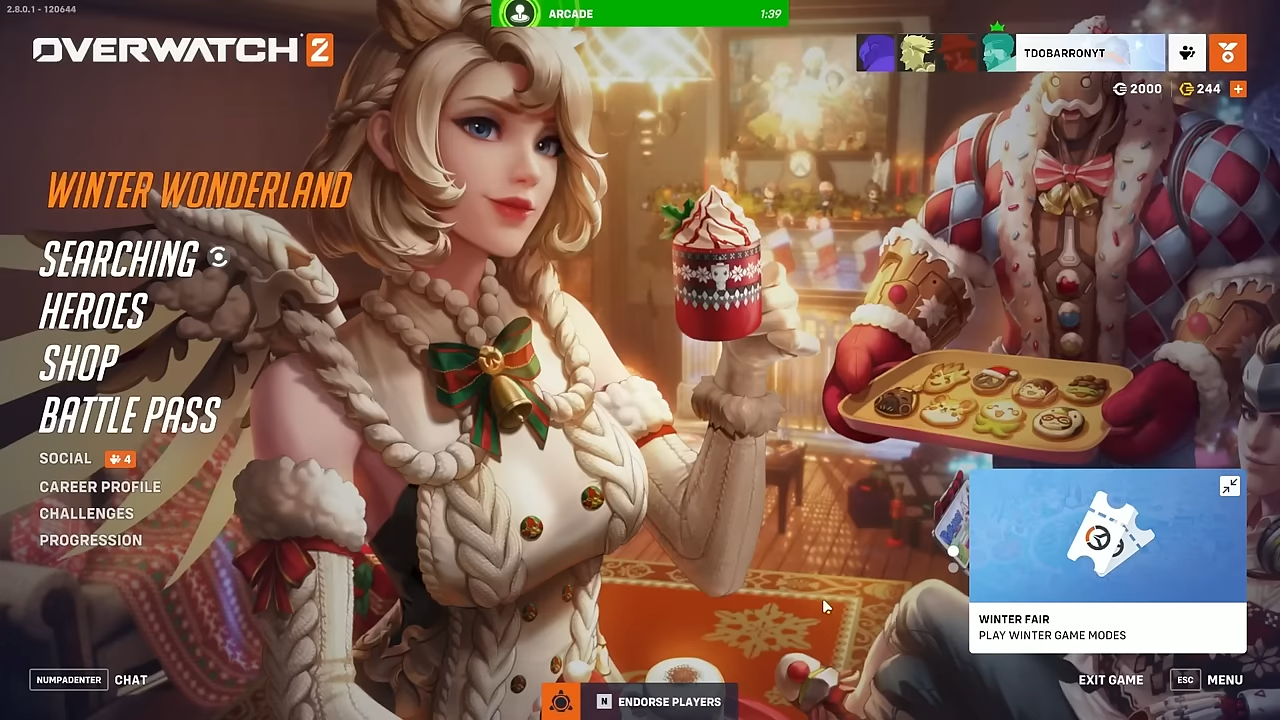 2.8.0.1 - 120644
ARCADE 1:39
OVERWATCH 2
TDOBARRONYT
2000 244
WINTER WONDERLAND
SEARCHING
HEROES
SHOP
BATTLE PASS
SOCIAL 4
CAREER PROFILE
CHALLENGES
PROGRESSION
WINTER FAIR
PLAY WINTER GAME MODES
NUMPADENTER CHAT
N ENDORSE PLAYERS
EXIT GAME ESC MENU